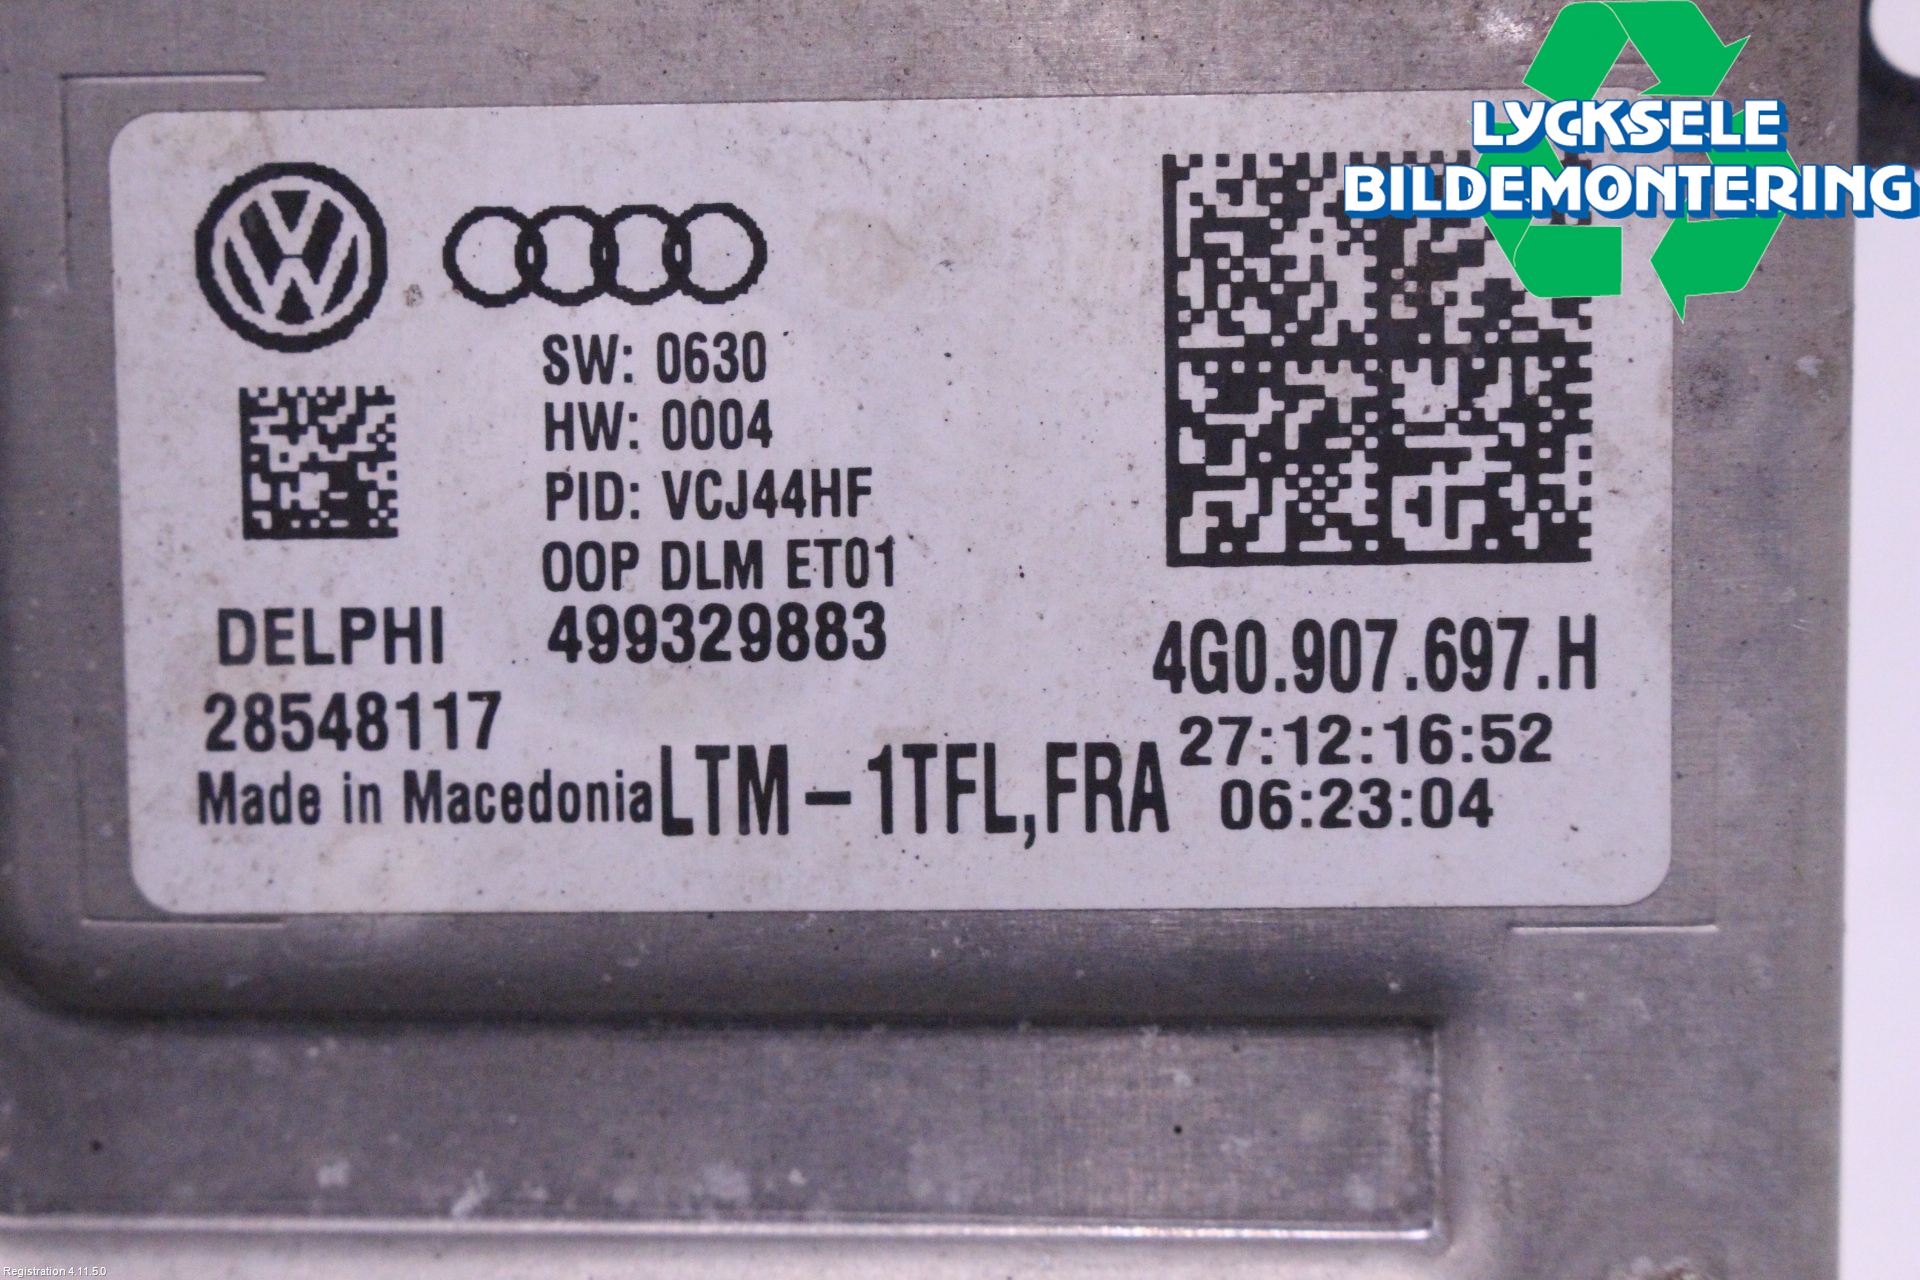 LYCKSELE
BILDEMONTERING
SW: 0630
HW: 0004
PID: VCJ44HF
00P DLM ET01
DELPHI 499329883
28548117
Made in Macedonia LTM - 1TFL,FRA
4G0.907.697.H
27:12:16:52
06:23:04
Registration 4.11.5.0